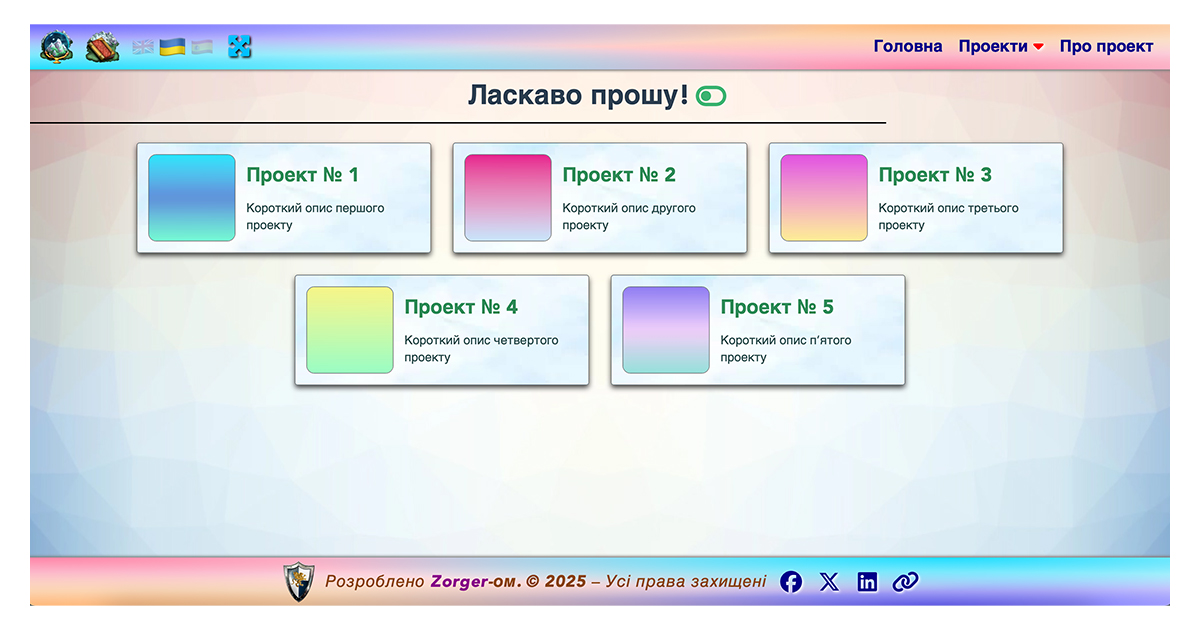 Головна Проекти Про проект
Ласкаво прошу!
Проект № 1
Короткий опис першого
проекту
Проект № 2
Короткий опис другого
проекту
Проект № 3
Короткий опис третього
проекту
Проект № 4
Короткий опис четвертого
проекту
Проект № 5
Короткий опис п’ятого
проекту
Розроблено Zorger-ом. © 2025 – Усі права захищені